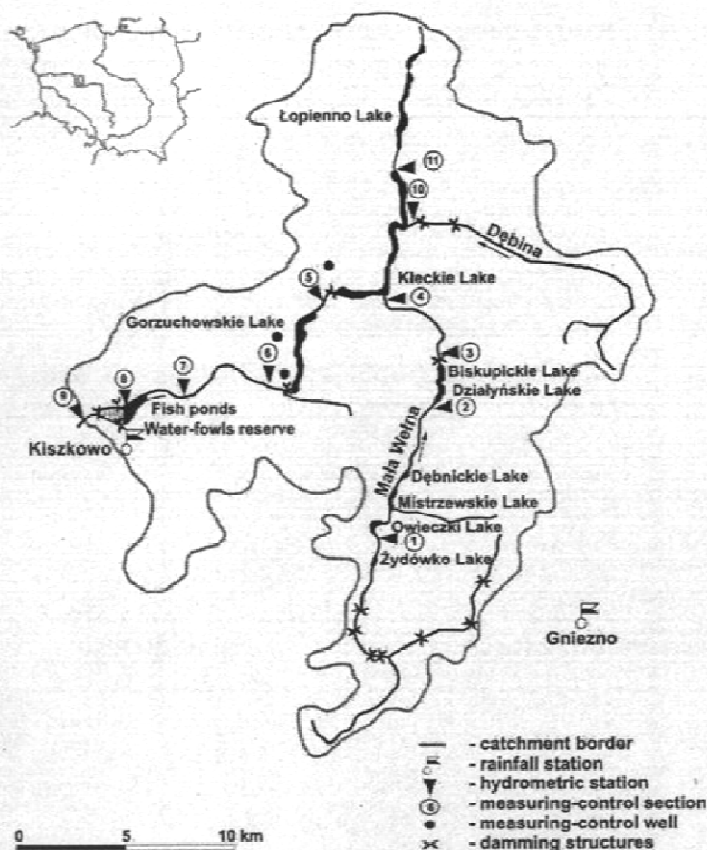 Łopienno Lake
11
10
Dębina
5
Kłeckie Lake
4
Gorzuchowskie Lake
3
7
6
Biskupickie Lake
8
Działyńskie Lake
9
Fish ponds
2
Water-fowls reserve
Kiszkowo
Mała Wełna
Dębnickie Lake
Mistrzewskie Lake
Owieczki Lake
1
Żydówko Lake
Gniezno
- catchment border
- rainfall station
- hydrometric station
6 - measuring-control section
- measuring-control well
- damming structures
0 5 10 km